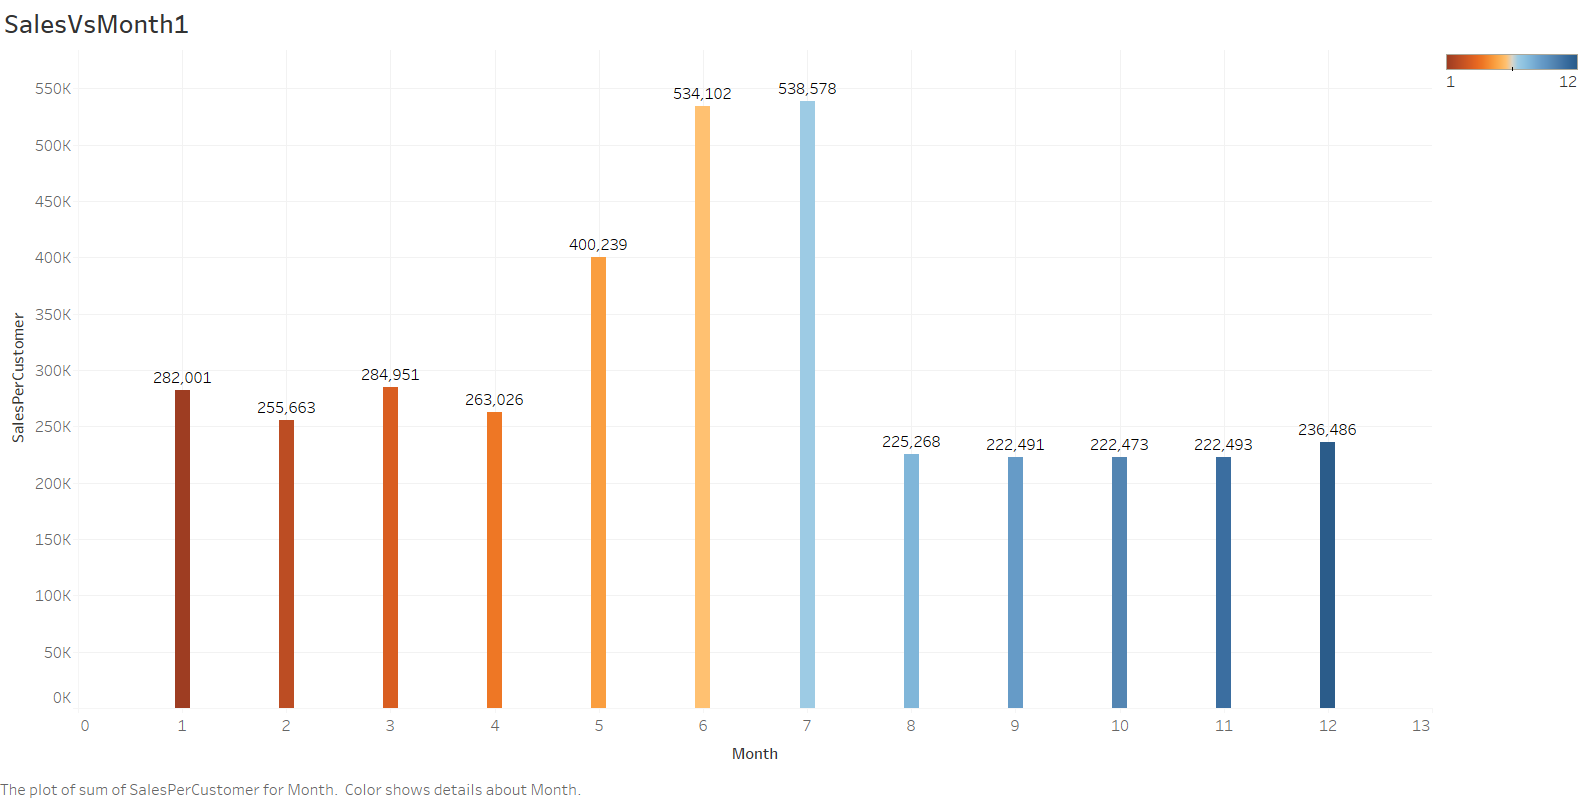 SalesVsMonth1
1 12
SalesPerCustomer
550K
500K
450K
400K
350K
300K
250K
200K
150K
100K
50K
0K
282,001
255,663
284,951
263,026
400,239
534,102
538,578
225,268
222,491
222,473
222,493
236,486
0 1 2 3 4 5 6 7 8 9 10 11 12 13
Month
The plot of sum of SalesPerCustomer for Month.  Color shows details about Month.